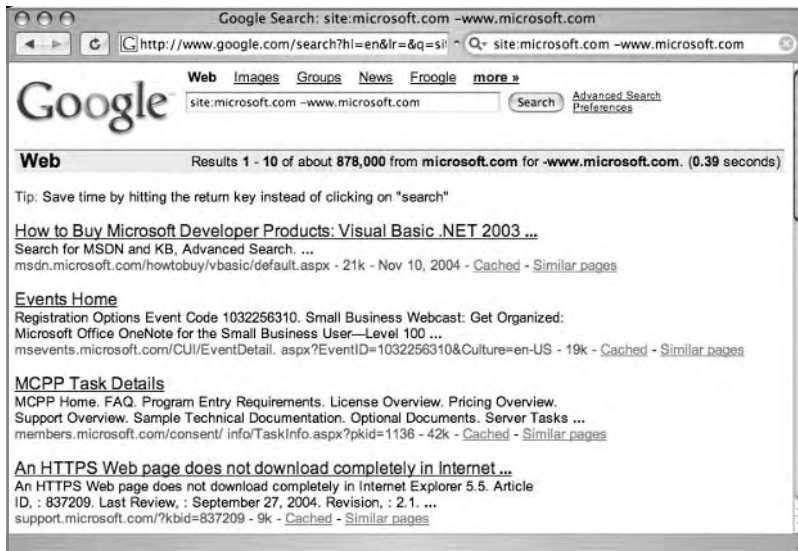 Google Search: site:microsoft.com –www.microsoft.com
http://www.google.com/search?hl=en&lr=&q=sit
site:microsoft.com –www.microsoft.com
Web Images Groups News Froogle more »
Google
site:microsoft.com –www.microsoft.com
Search
Advanced Search
Preferences
Web
Results 1 - 10 of about 878,000 from microsoft.com for -www.microsoft.com. (0.39 seconds)
Tip: Save time by hitting the return key instead of clicking on "search"
How to Buy Microsoft Developer Products: Visual Basic .NET 2003 ...
Search for MSDN and KB, Advanced Search. ...
msdn.microsoft.com/howtobuy/vbasic/default.aspx - 21k - Nov 10, 2004 - Cached - Similar pages
Events Home
Registration Options Event Code 1032256310. Small Business Webcast: Get Organized:
Microsoft Office OneNote for the Small Business User—Level 100 ...
msevents.microsoft.com/CUI/EventDetail. aspx?EventID=1032256310&Culture=en-US - 19k - Cached - Similar pages
MCPP Task Details
MCPP Home. FAQ. Program Entry Requirements. License Overview. Pricing Overview.
Support Overview. Sample Technical Documentation. Optional Documents. Server Tasks ...
members.microsoft.com/consent/ info/TaskInfo.aspx?pkid=1136 - 42k - Cached - Similar pages
An HTTPS Web page does not download completely in Internet ...
An HTTPS Web page does not download completely in Internet Explorer 5.5. Article
ID, : 837209. Last Review, : September 27, 2004. Revision, : 2.1. ...
support.microsoft.com/?kbid=837209 - 9k - Cached - Similar pages